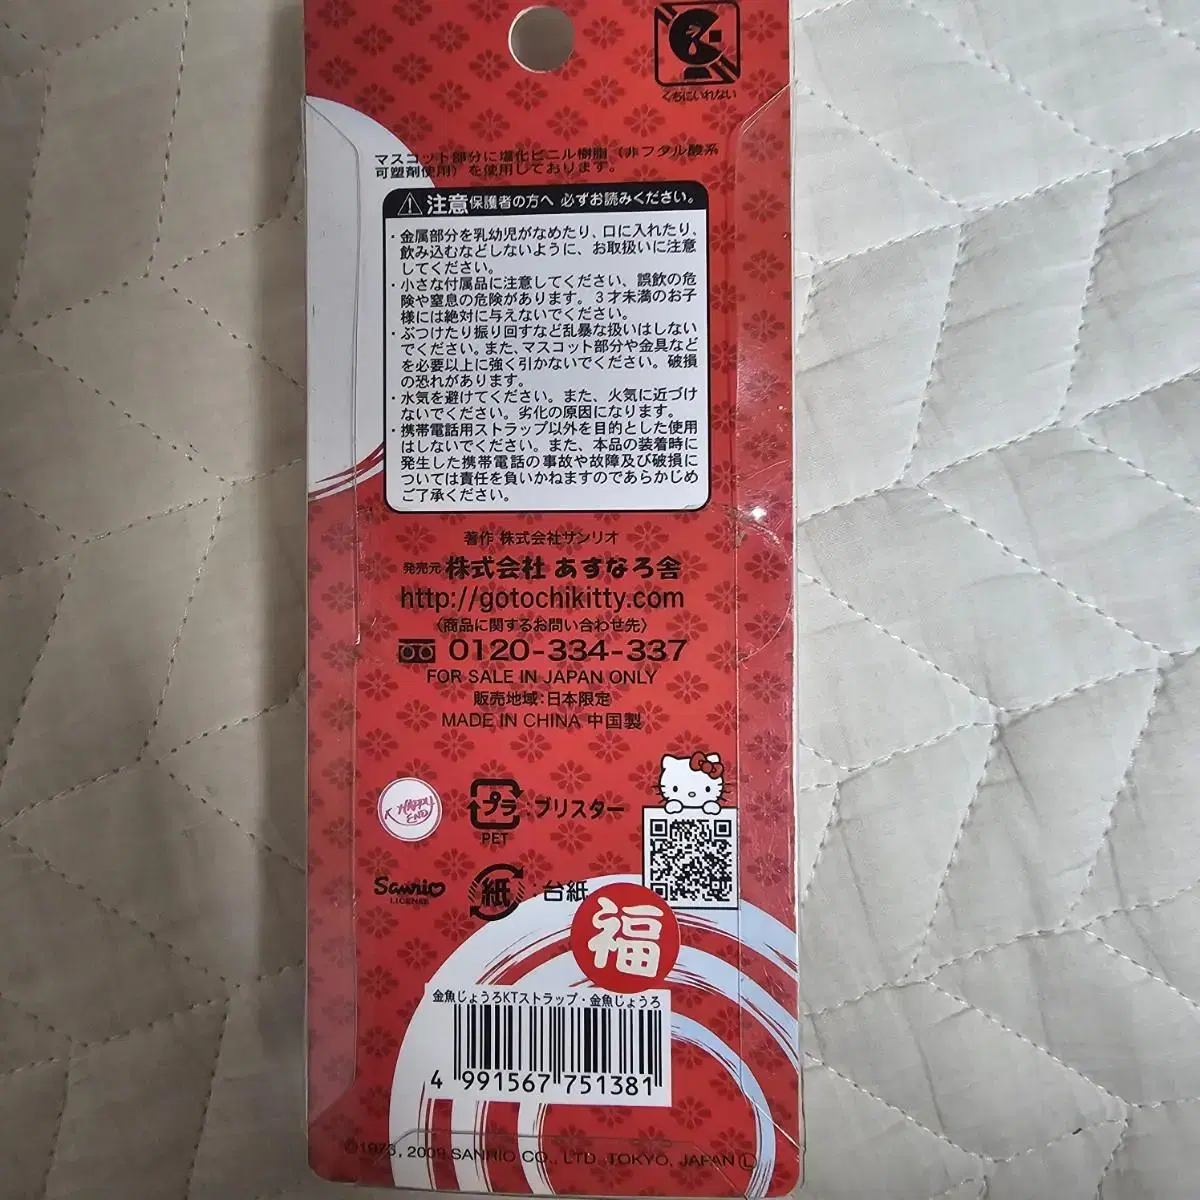 くちにいれない
マスコット部分に塩化ビニル樹脂（非フタル酸系
可塑剤使用）を使用しております。
注意 保護者の方へ 必ずお読みください。
・金属部分を乳幼児がなめたり、口に入れたり、
飲み込むなどしないように、お取扱いに注意
してください。
・小さな付属品に注意してください、誤飲の危
険や窒息の危険があります。3才未満のお子
様には絶対に与えないでください。
・ぶつけたり振り回すなど乱暴な扱いはしない
でください。また、マスコット部分や金具など
を必要以上に強く引かないでください。破損
の恐れがあります。
・水気を避けてください。また、火気に近づけ
ないでください。劣化の原因になります。
・携帯電話用ストラップ以外を目的とした使用
はしないでください。また、本品の装着時に
発生した携帯電話の事故や故障及び破損に
ついては責任を負いかねますのであらかじめ
ご了承ください。
著作 株式会社サンリオ
発売元 株式会社 あすなろ舎
http://gotochikitty.com
〈商品に関するお問い合わせ先〉
0120-334-337
FOR SALE IN JAPAN ONLY
販売地域:日本限定
MADE IN CHINA 中国製
HAPPY
END
プラ:ブリスター
PET
Sanrio
LICENSE
紙:台紙
福
金魚じょうろKTストラップ・金魚じょうろ
4 991567 751381
©1973, 2009 SANRIO CO., LTD. TOKYO, JAPAN Ⓛ